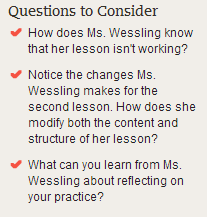 Questions to Consider
How does Ms. Wessling know
that her lesson isn't working?
Notice the changes Ms.
Wessling makes for the
second lesson. How does she
modify both the content and
structure of her lesson?
What can you learn from Ms.
Wessling about reflecting on
your practice?